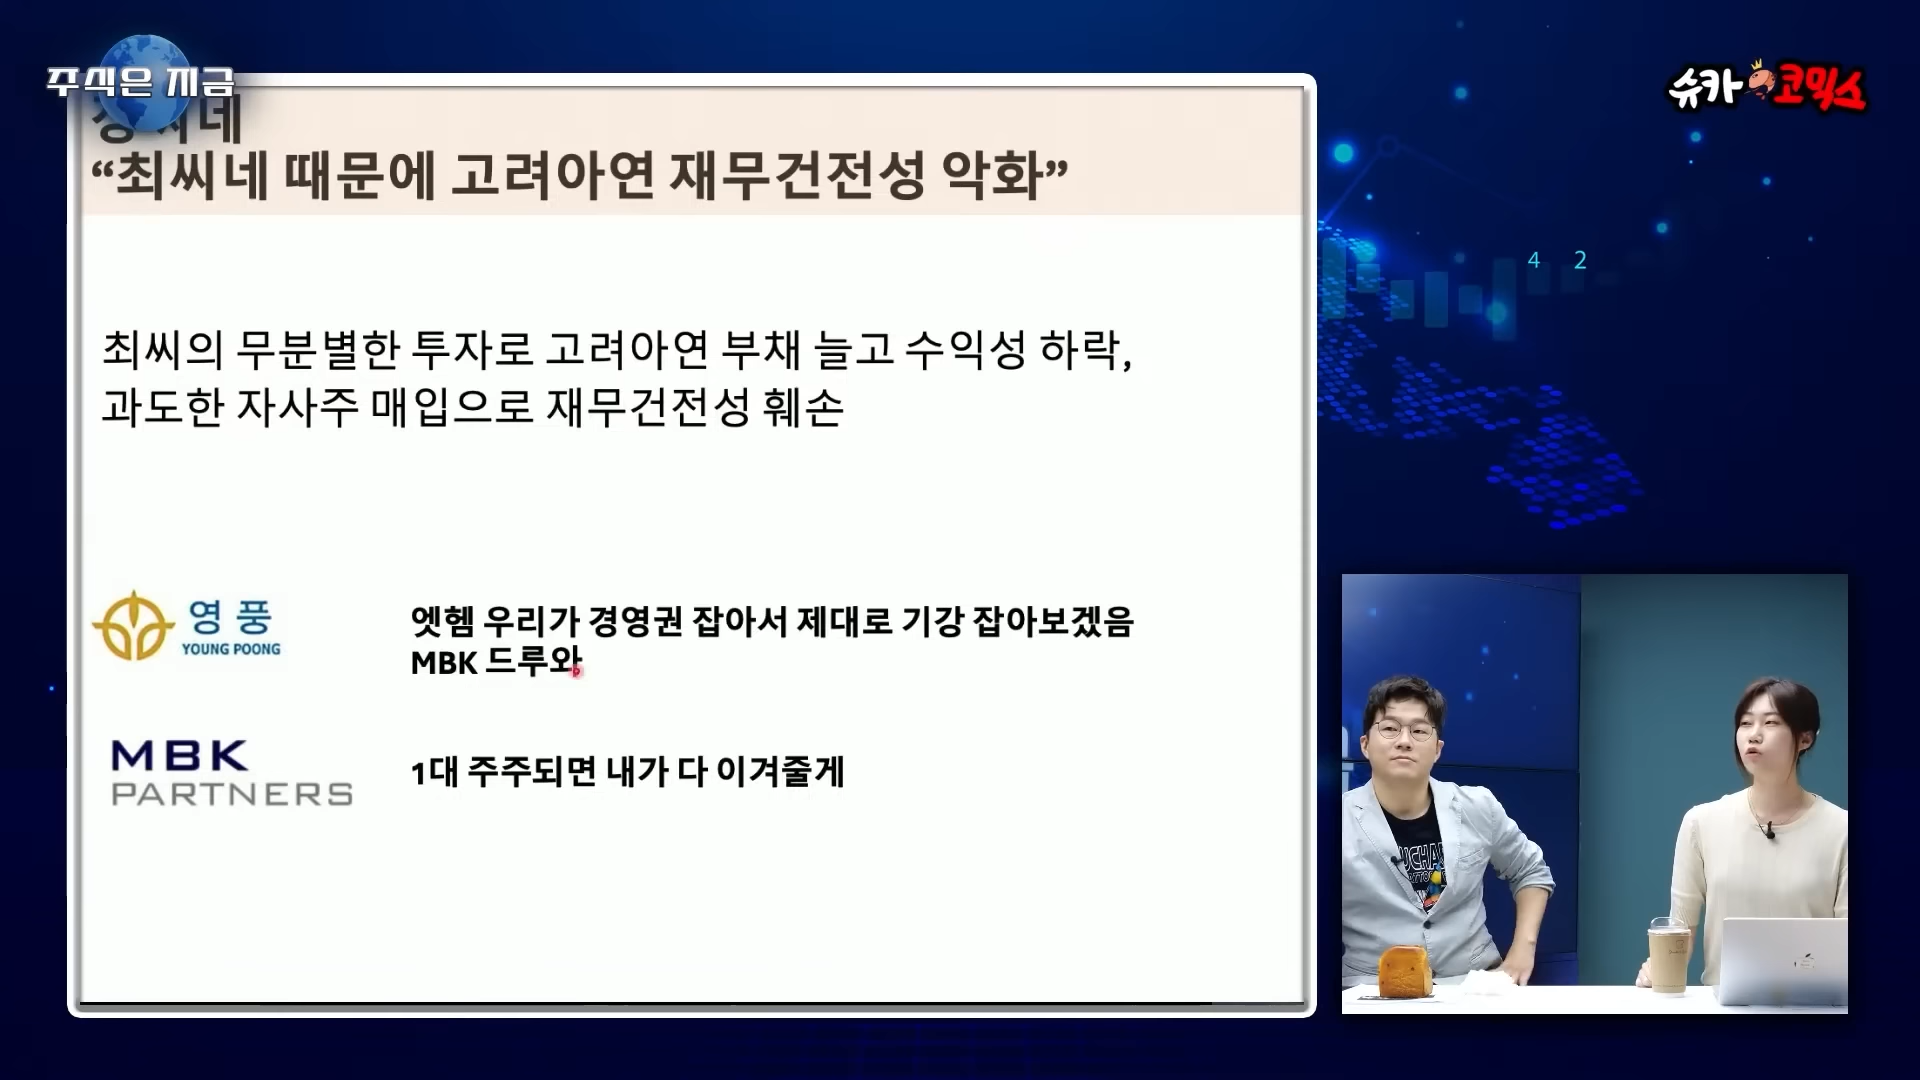 주식은 지금
슈카코믹스
“최씨네 때문에 고려아연 재무건전성 악화”
4 2
최씨의 무분별한 투자로 고려아연 부채 늘고 수익성 하락,
과도한 자사주 매입으로 재무건전성 훼손
영풍
YOUNG POONG
엣헴 우리가 경영권 잡아서 제대로 기강 잡아보겠음
MBK 드루와
MBK
PARTNERS
1대 주주되면 내가 다 이겨줄게